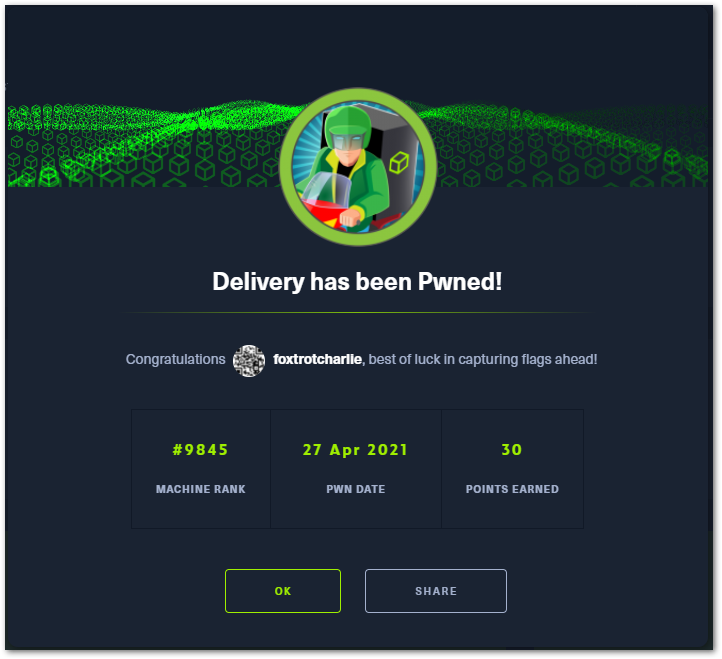 Delivery has been Pwned!
Congratulations foxtrotcharlie, best of luck in capturing flags ahead!
#9845 27 Apr 2021 30
MACHINE RANK PWN DATE POINTS EARNED
OK SHARE